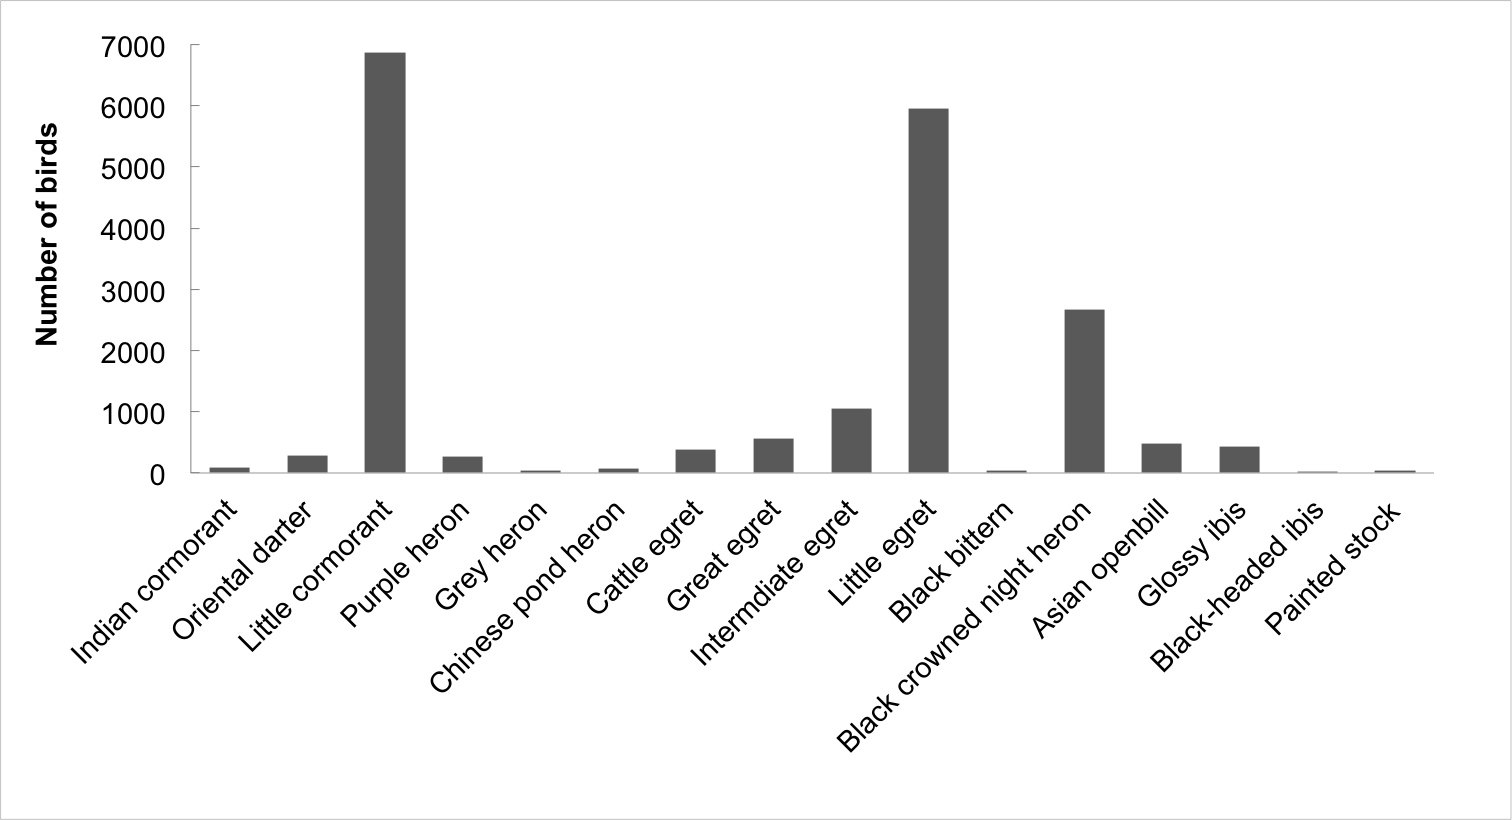 7000
6000
5000
4000
3000
2000
1000
0
Number of birds
Indian cormorant
Oriental darter
Little cormorant
Purple heron
Grey heron
Chinese pond heron
Cattle egret
Great egret
Intermdiate egret
Little egret
Black bittern
Black crowned night heron
Asian openbill
Glossy ibis
Black-headed ibis
Painted stock